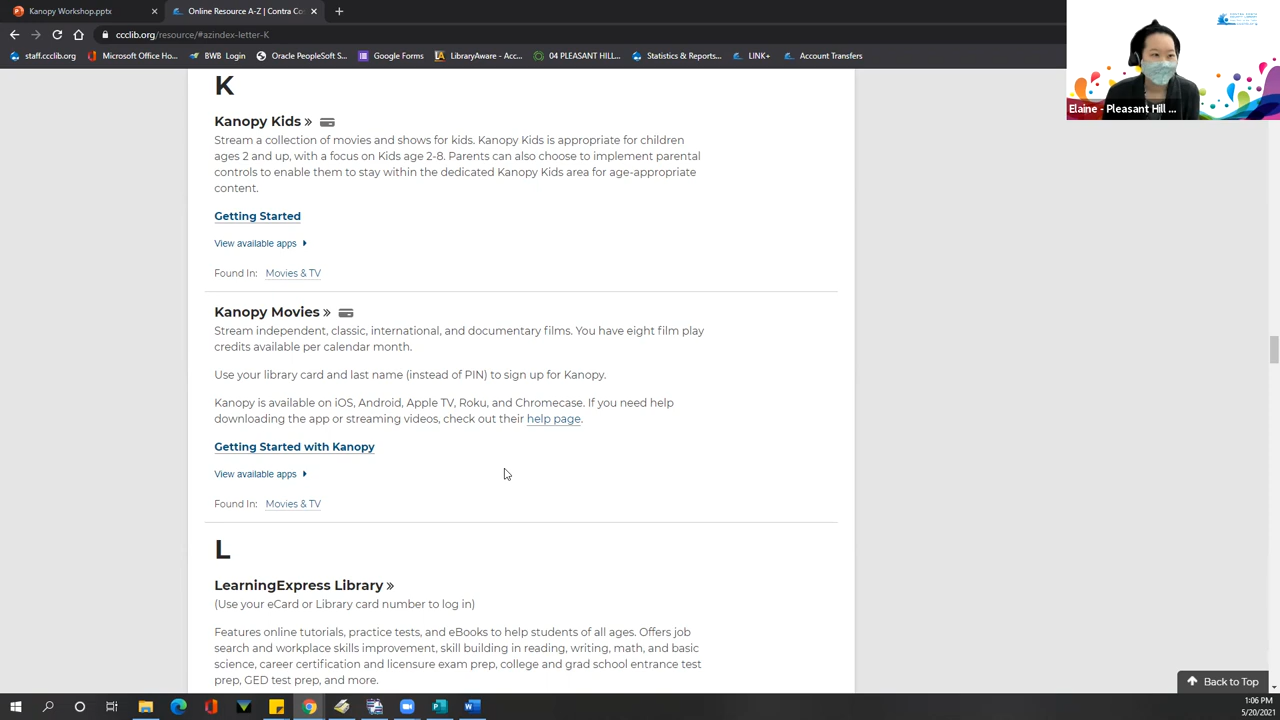 Kanopy Workshop.pptx
Online Resource A-Z | Contra Co
ccclib.org/resource/#azindex-letter-K
staff.ccclib.org
Microsoft Office Ho...
BWB Login
Oracle PeopleSoft S...
Google Forms
Share - Acc...
04 PLEASANT HILL...
Statistics & Reports...
LINK+
Account Transfers
Elaine - Pleasant Hill ...
K
Kanopy Kids »
Stream a collection of movies and shows for kids. Kanopy Kids is appropriate for children
ages 2 and up, with a focus on Kids age 2-8. Parents can also choose to implement parental
controls to enable them to stay within the dedicated Kanopy Kids area for age-appropriate
content.
Getting Started
View available apps
Found In: Movies & TV
Kanopy Movies »
Stream independent, classic, international, and documentary films. You have eight film play
credits available per calendar month.
Use your library card and last name (instead of PIN) to sign up for Kanopy.
Kanopy is available on iOS, Android, Apple TV, Roku, and Chromecase. If you need help
downloading the app or streaming videos, check out their help page.
Getting Started with Kanopy
View available apps
Found In: Movies & TV
L
LearningExpress Library »
(Use your eCard or Library card number to log in)
Features online tutorials, practice tests, and eBooks to help students of all ages. Offers job
search and workplace skills improvement, skill building in reading, writing, math, and basic
science, career certification and licensure exam prep, college and grad school entrance test
prep, GED test prep, and more.
Back to Top
1:06 PM
5/20/2021